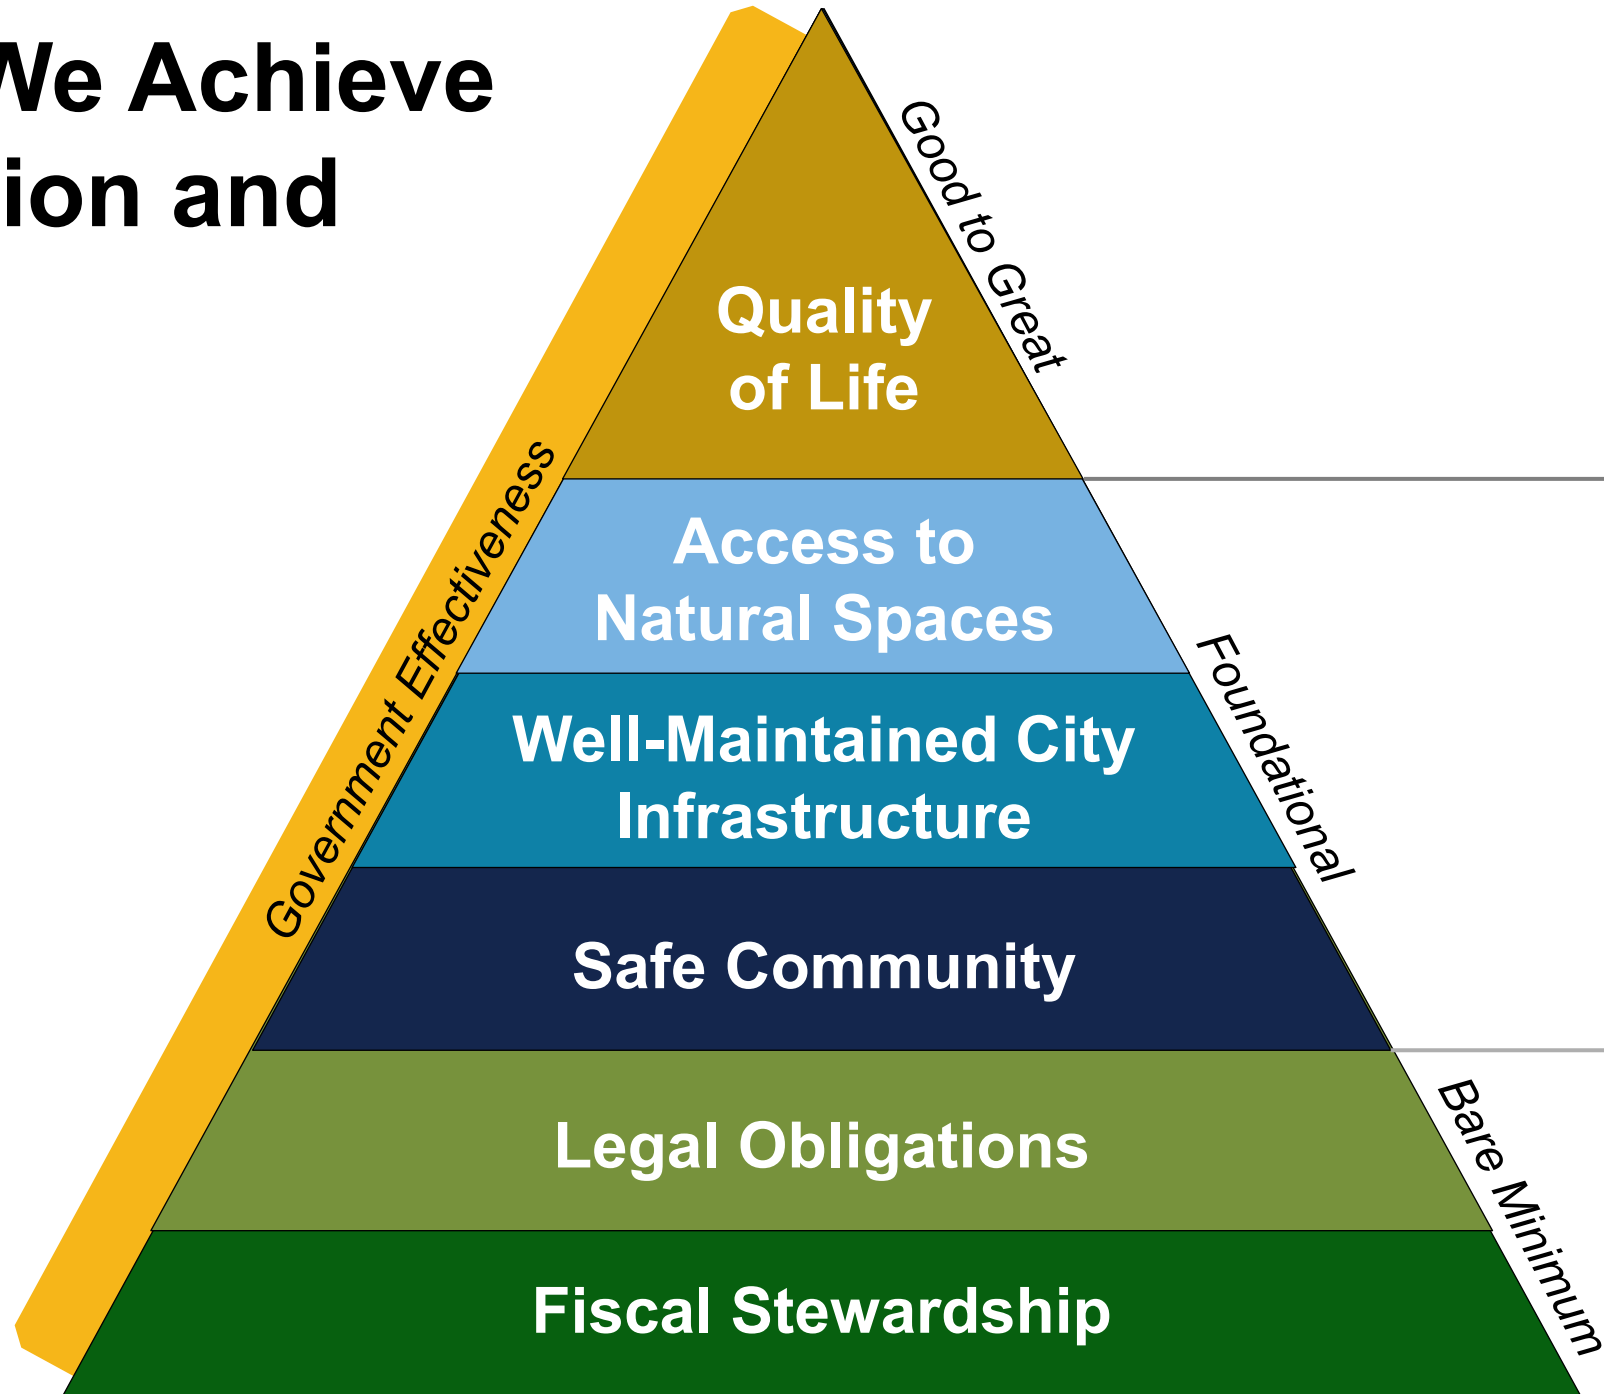 We Achieve
ion and
Good to Great
Quality
of Life
Government Effectiveness
Access to
Natural Spaces
Foundational
Well-Maintained City
Infrastructure
Safe Community
Bare Minimum
Legal Obligations
Fiscal Stewardship